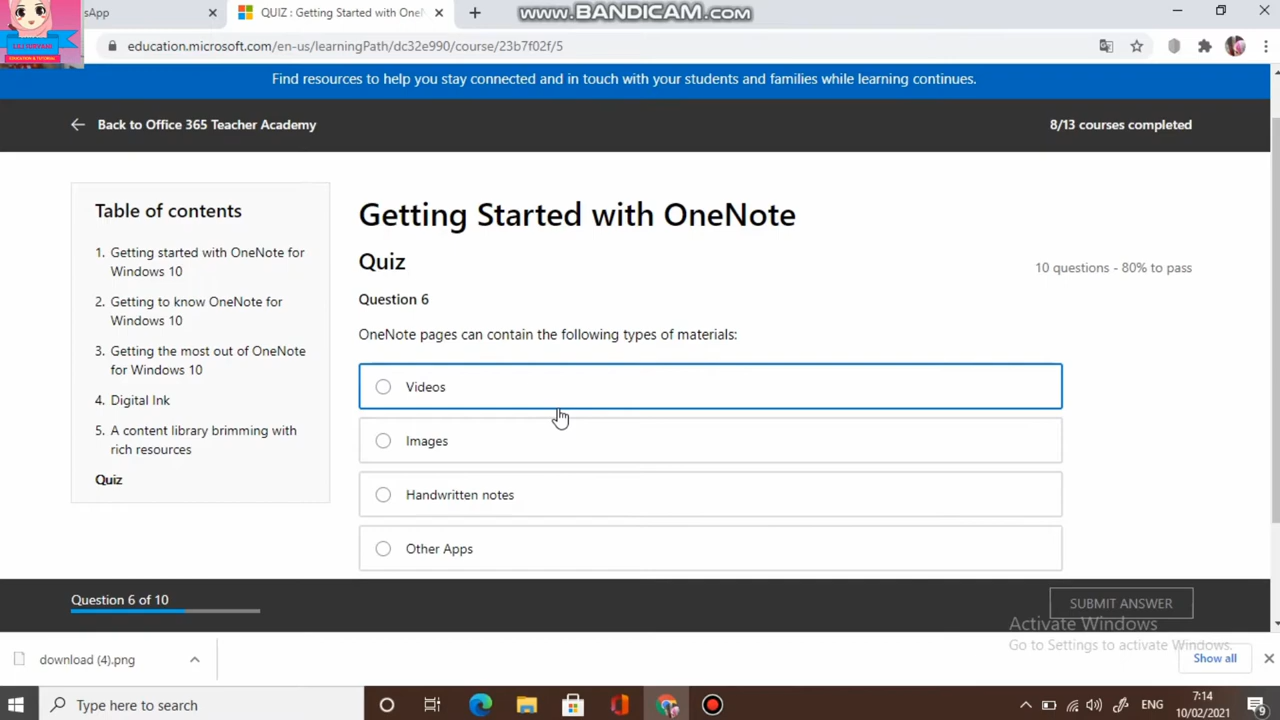 sApp
QUIZ : Getting Started with OneN
www.BANDICAM.com
education.microsoft.com/en-us/learningPath/dc32e990/course/23b7f02f/5
EDUCATION & TUTORIAL
Find resources to help you stay connected and in touch with your students and families while learning continues.
Back to Office 365 Teacher Academy
8/13 courses completed
Table of contents
1. Getting started with OneNote for
Windows 10
2. Getting to know OneNote for
Windows 10
3. Getting the most out of OneNote
for Windows 10
4. Digital Ink
5. A content library brimming with
rich resources
Quiz
Getting Started with OneNote
Quiz
10 questions - 80% to pass
Question 6
OneNote pages can contain the following types of materials:
Videos
Images
Handwritten notes
Other Apps
Question 6 of 10
SUBMIT ANSWER
Activate Windows
Go to Settings to activate Windows.
download (4).png
Show all
Type here to search
ENG
7:14
10/02/2021
9